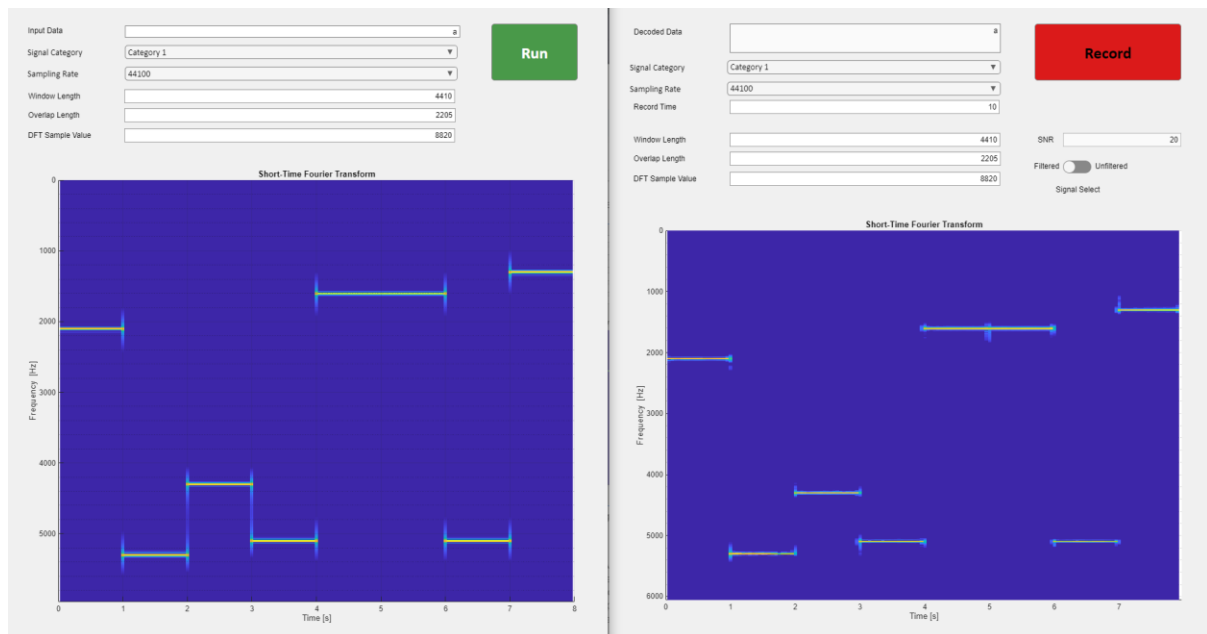 Input Data a
Signal Category Category 1
Sampling Rate 44100
Window Length 4410
Overlap Length 2205
DFT Sample Value 8820
Run
Short-Time Fourier Transform
0
1000
2000
3000
4000
5000
Frequency [Hz]
0 1 2 3 4 5 6 7 8
Time [s]
Decoded Data a
Signal Category Category 1
Sampling Rate 44100
Record Time 10
Record
Window Length 4410
Overlap Length 2205
DFT Sample Value 8820
SNR 20
Filtered Unfiltered
Signal Select
Short-Time Fourier Transform
0
1000
2000
3000
4000
5000
6000
Frequency [Hz]
0 1 2 3 4 5 6 7
Time [s]